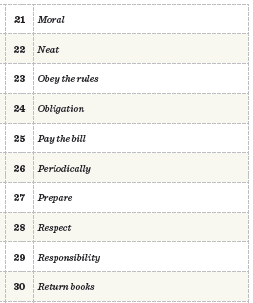 21 Moral
22 Neat
23 Obey the rules
24 Obligation
25 Pay the bill
26 Periodically
27 Prepare
28 Respect
29 Responsibility
30 Return books